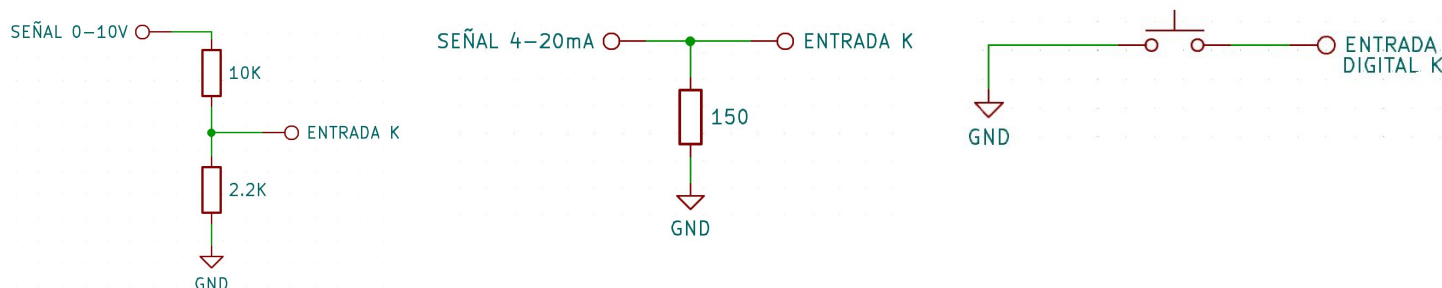 SEÑAL 0-10V
10K
ENTRADA K
2.2K
GND
SEÑAL 4-20mA
ENTRADA K
150
GND
ENTRADA
DIGITAL K
GND